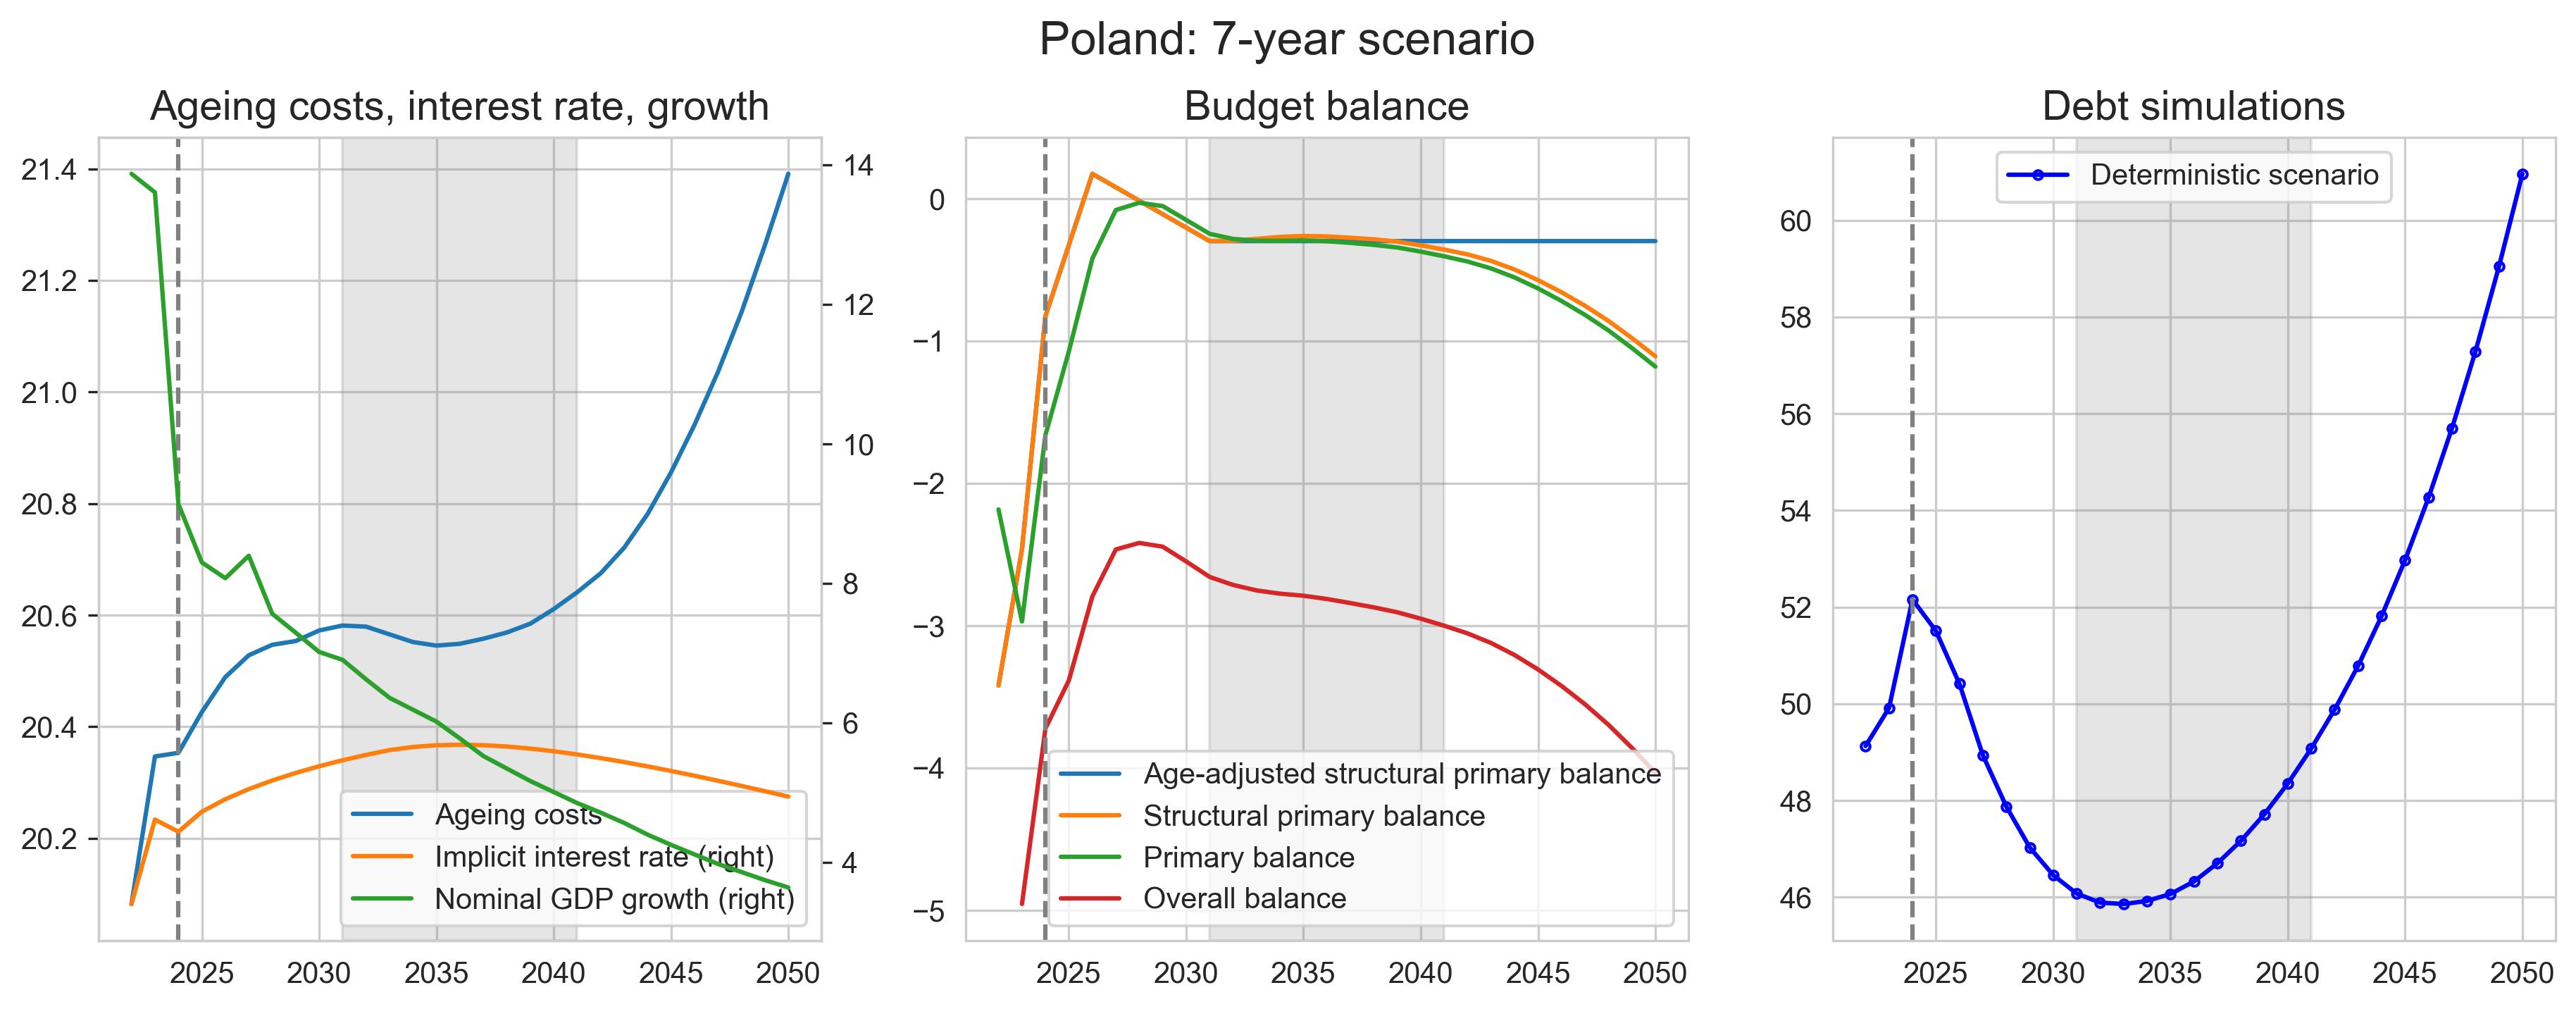 Poland: 7-year scenario
Ageing costs, interest rate, growth
21.4
21.2
21.0
20.8
20.6
20.4
20.2
14
12
10
8
6
4
Ageing costs
Implicit interest rate (right)
Nominal GDP growth (right)
2025 2030 2035 2040 2045 2050
Budget balance
0
−1
−2
−3
−4
−5
Age-adjusted structural primary balance
Structural primary balance
Primary balance
Overall balance
2025 2030 2035 2040 2045 2050
Debt simulations
Deterministic scenario
60
58
56
54
52
50
48
46
2025 2030 2035 2040 2045 2050